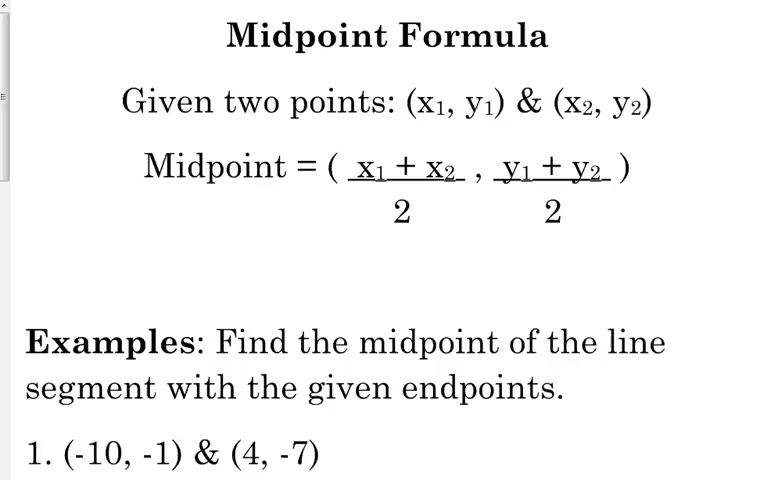 Midpoint Formula
Given two points: (x₁, y₁) & (x₂, y₂)
Midpoint = ( x₁ + x₂ , y₁ + y₂ )
2 2
Examples: Find the midpoint of the line
segment with the given endpoints.
1. (-10, -1) & (4, -7)